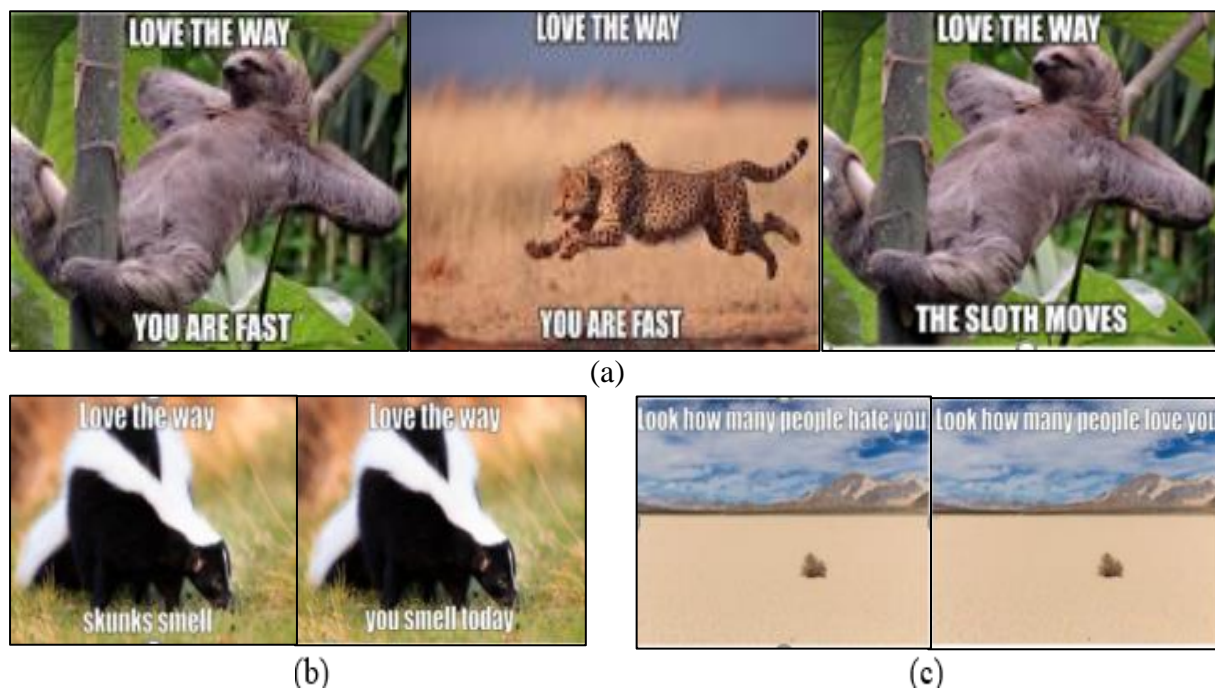 LOVE THE WAY
YOU ARE FAST
LOVE THE WAY
YOU ARE FAST
LOVE THE WAY
THE SLOTH MOVES
(a)
Love the way
skunks smell
Love the way
you smell today
(b)
Look how many people hate you
Look how many people love you
(c)